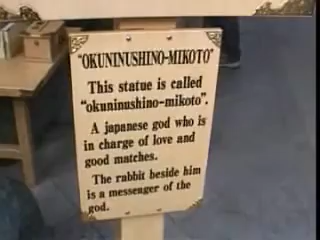 "OKUNINUSHINO-MIKOTO"
This statue is called
"okuninushino-mikoto".
A japanese god who is
in charge of love and
good matches.
The rabbit beside him
is a messenger of the
god.